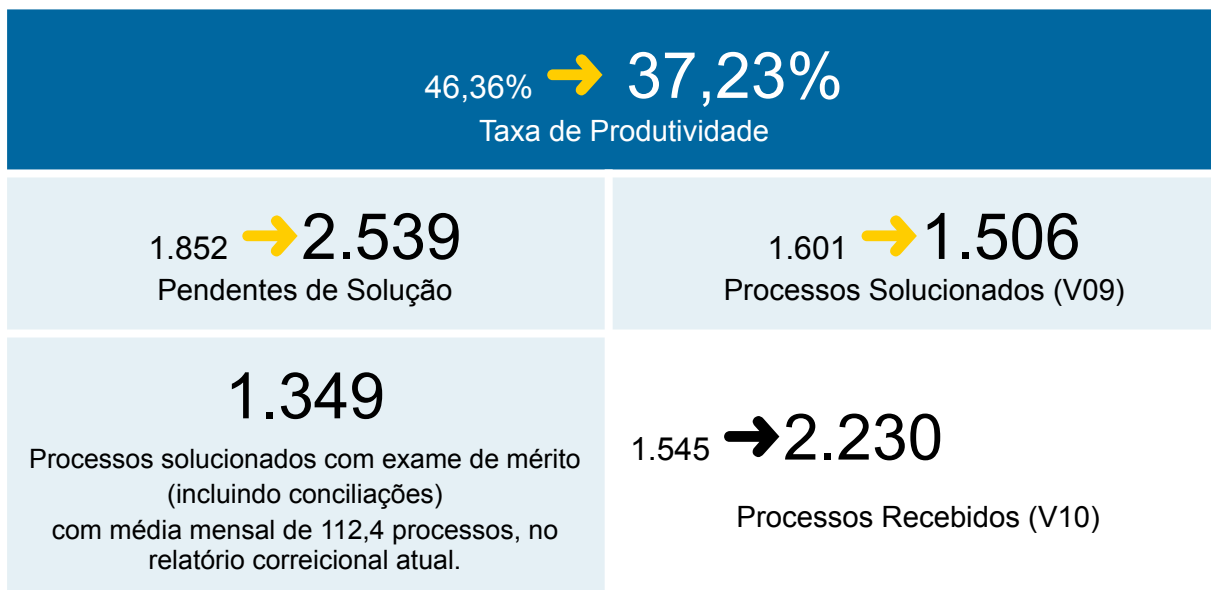 46,36% ➜ 37,23%
Taxa de Produtividade
1.852 ➜ 2.539
Pendentes de Solução
1.601 ➜ 1.506
Processos Solucionados (V09)
1.349
Processos solucionados com exame de mérito
(incluindo conciliações)
com média mensal de 112,4 processos, no
relatório correicional atual.
1.545 ➜ 2.230
Processos Recebidos (V10)